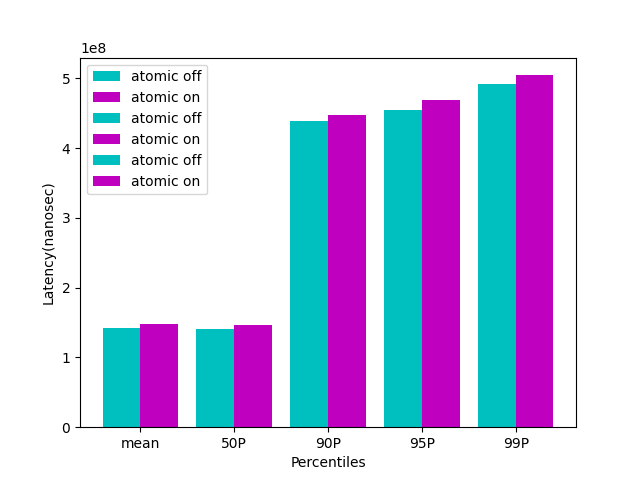 1e8
5
4
3
2
1
0
Latency(nanosec)
atomic off
atomic on
atomic off
atomic on
atomic off
atomic on
mean 50P 90P 95P 99P
Percentiles